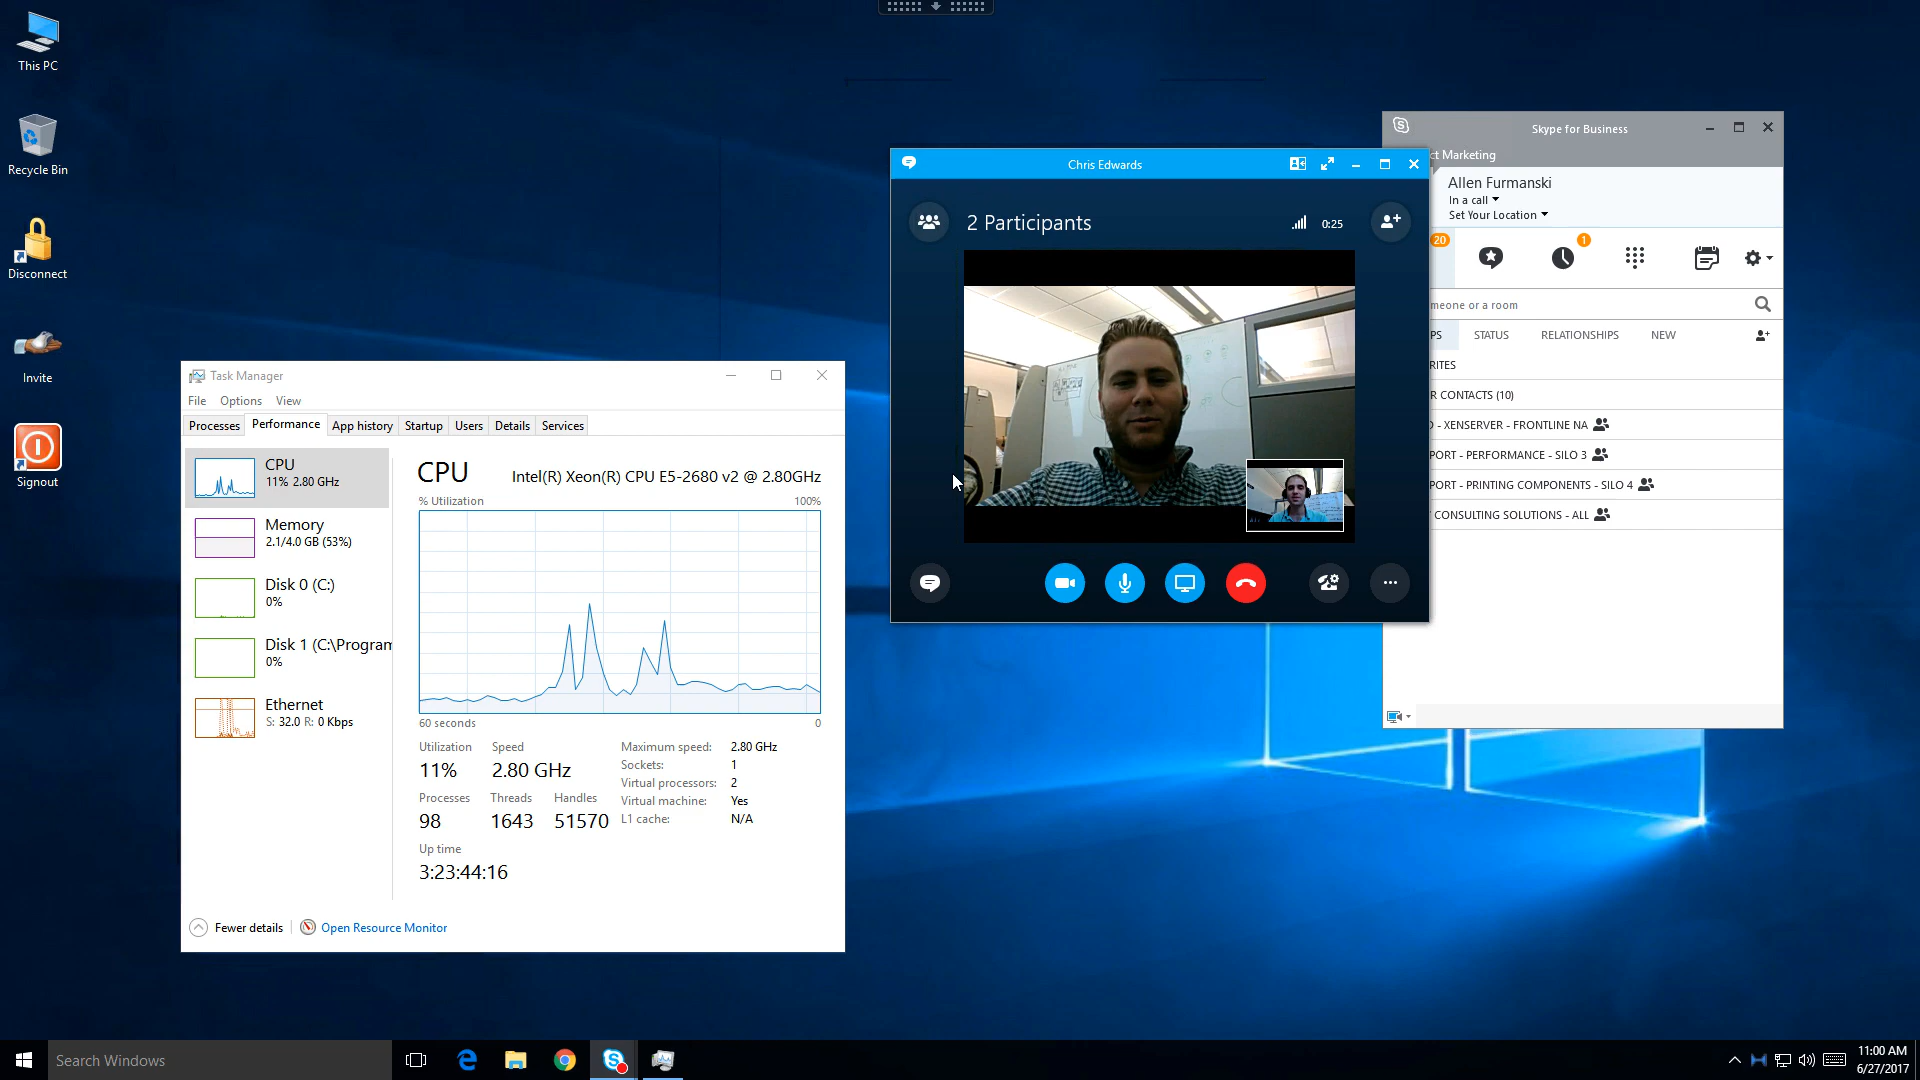 This PC
Recycle Bin
Disconnect
Invite
Signout
Task Manager
File Options View
Processes Performance App history Startup Users Details Services
CPU
11% 2.80 GHz
Memory
2.1/4.0 GB (53%)
Disk 0 (C:)
0%
Disk 1 (C:\Program
0%
Ethernet
S: 32.0 R: 0 Kbps
CPU Intel(R) Xeon(R) CPU E5-2680 v2 @ 2.80GHz
% Utilization 100%
60 seconds 0
Utilization Speed
11% 2.80 GHz
Processes Threads Handles
98 1643 51570
Up time
3:23:44:16
Maximum speed: 2.80 GHz
Sockets: 1
Virtual processors: 2
Virtual machine: Yes
L1 cache: N/A
Fewer details Open Resource Monitor
Chris Edwards
2 Participants 0:25
Skype for Business
ct Marketing
Allen Furmanski
In a call
Set Your Location
20 1
meone or a room
PS STATUS RELATIONSHIPS NEW
RITES
R CONTACTS (10)
D - XENSERVER - FRONTLINE NA
PORT - PERFORMANCE - SILO 3
PORT - PRINTING COMPONENTS - SILO 4
CONSULTING SOLUTIONS - ALL
Search Windows
11:00 AM
6/27/2017